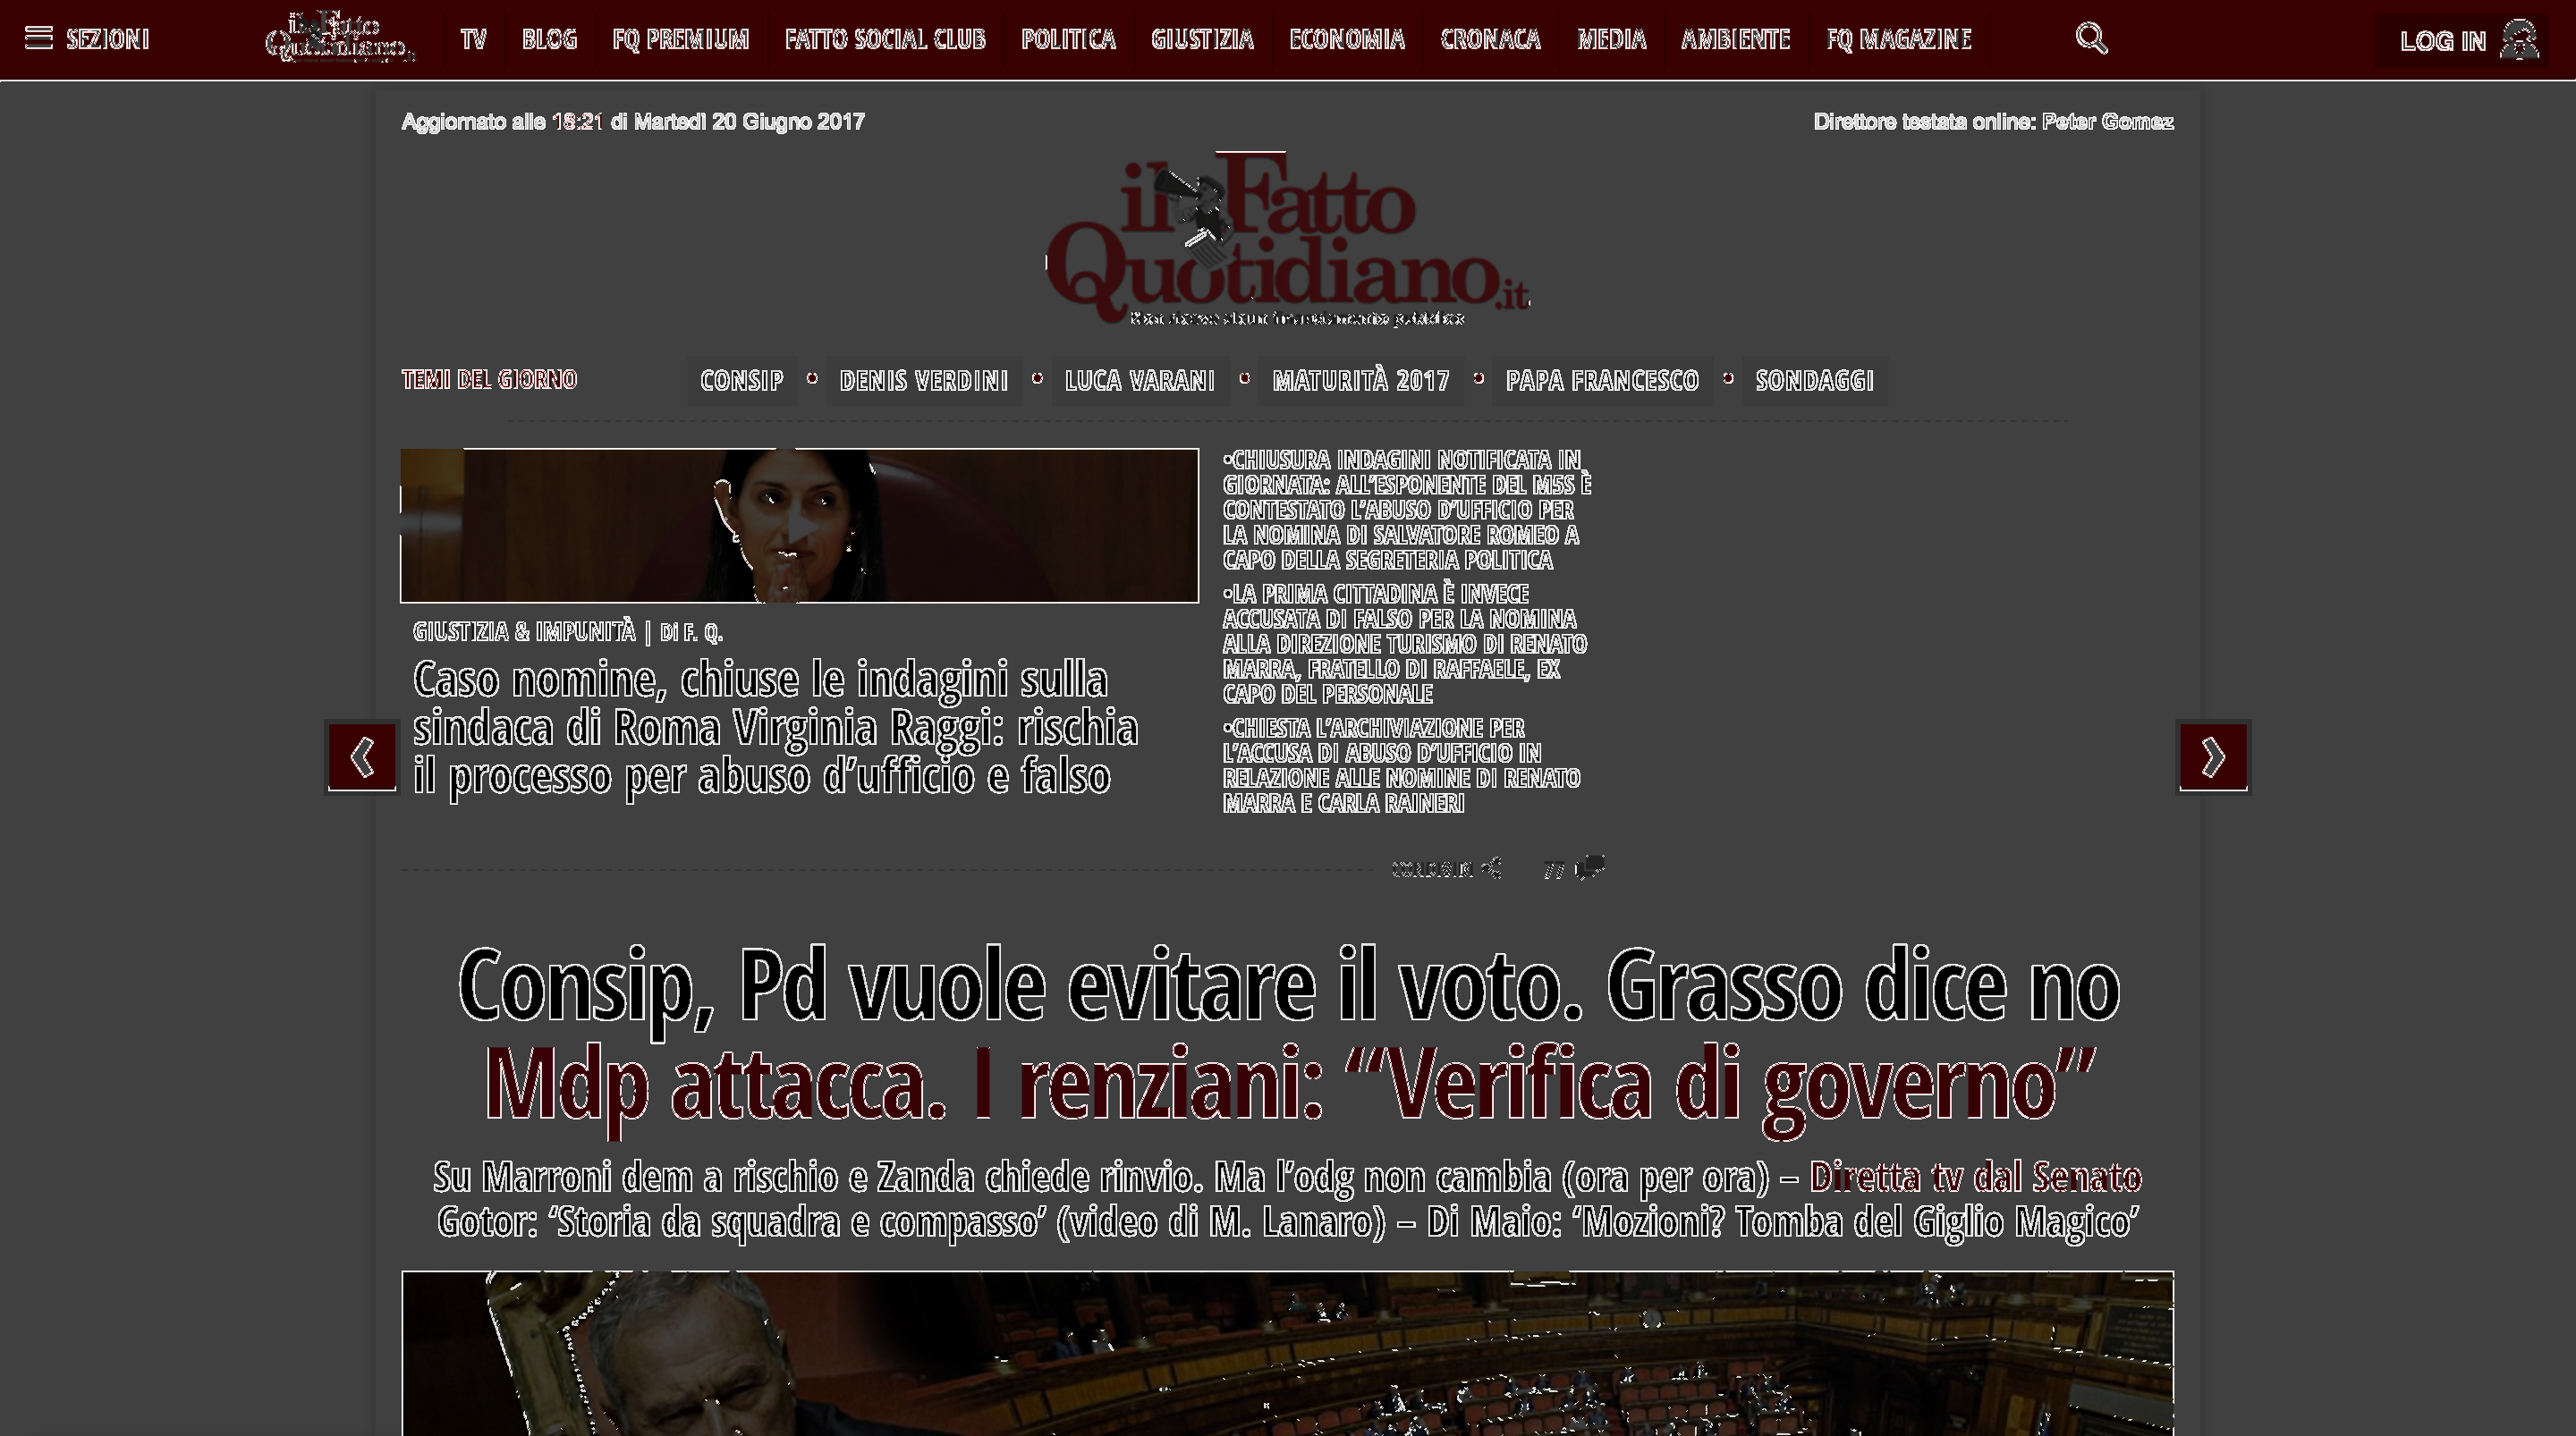 SEZIONI
il Fatto Quotidiano.it
TV BLOG FQ PREMIUM FATTO SOCIAL CLUB POLITICA GIUSTIZIA ECONOMIA CRONACA MEDIA AMBIENTE FQ MAGAZINE
LOG IN
Aggiornato alle 18:21 di Martedì 20 Giugno 2017
Direttore testata online: Peter Gomez
il Fatto
Quotidiano.it
Non riceve alcun finanziamento pubblico
TEMI DEL GIORNO
CONSIP • DENIS VERDINI • LUCA VARANI • MATURITÀ 2017 • PAPA FRANCESCO • SONDAGGI
GIUSTIZIA & IMPUNITÀ | Di F. Q.
Caso nomine, chiuse le indagini sulla
sindaca di Roma Virginia Raggi: rischia
il processo per abuso d’ufficio e falso
•CHIUSURA INDAGINI NOTIFICATA IN
GIORNATA: ALL’ESPONENTE DEL M5S È
CONTESTATO L’ABUSO D’UFFICIO PER
LA NOMINA DI SALVATORE ROMEO A
CAPO DELLA SEGRETERIA POLITICA
•LA PRIMA CITTADINA È INVECE
ACCUSATA DI FALSO PER LA NOMINA
ALLA DIREZIONE TURISMO DI RENATO
MARRA, FRATELLO DI RAFFAELE, EX
CAPO DEL PERSONALE
•CHIESTA L’ARCHIVIAZIONE PER
L’ACCUSA DI ABUSO D’UFFICIO IN
RELAZIONE ALLE NOMINE DI RENATO
MARRA E CARLA RAINERI
CONDIVIDI 77
Consip, Pd vuole evitare il voto. Grasso dice no
Mdp attacca. I renziani: “Verifica di governo”
Su Marroni dem a rischio e Zanda chiede rinvio. Ma l’odg non cambia (ora per ora) – Diretta tv dal Senato
Gotor: ‘Storia da squadra e compasso’ (video di M. Lanaro) – Di Maio: ‘Mozioni? Tomba del Giglio Magico’